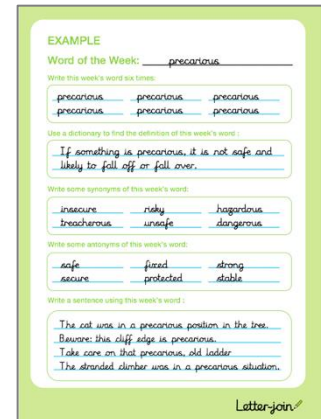 EXAMPLE
Word of the Week: precarious
Write this week's word six times:
precarious precarious precarious
precarious precarious precarious
Use a dictionary to find the definition of this week's word :
If something is precarious, it is not safe and
likely to fall off or fall over.
Write some synonyms of this week's word:
insecure risky hazardous
treacherous unsafe dangerous
Write some antonyms of this week's word:
safe fixed strong
secure protected stable
Write a sentence using this week's word :
The cat was in a precarious position in the tree.
Beware: this cliff edge is precarious.
Take care on that precarious, old ladder
The stranded climber was in a precarious situation.
Letter-join